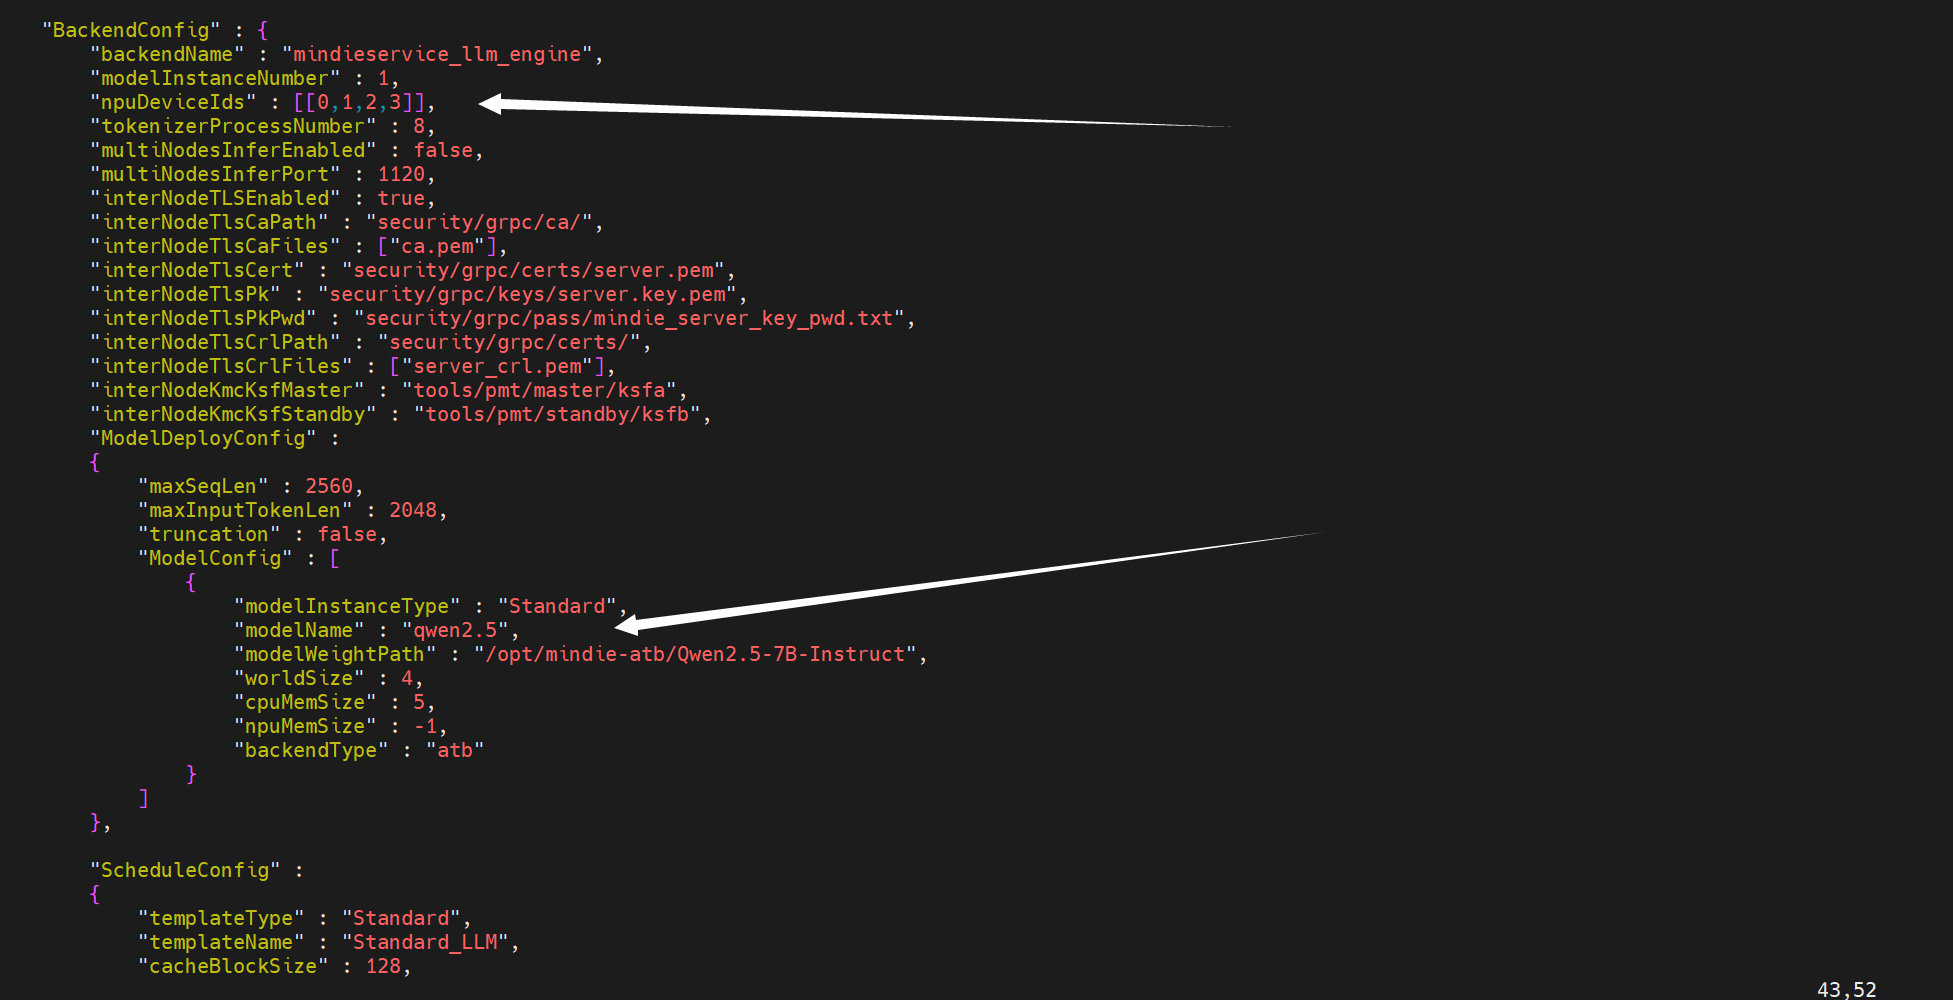 "BackendConfig" : {
"backendName" : "mindieservice_llm_engine",
"modelInstanceNumber" : 1,
"npuDeviceIds" : [[0,1,2,3]],
"tokenizerProcessNumber" : 8,
"multiNodesInferEnabled" : false,
"multiNodesInferPort" : 1120,
"interNodeTLSEnabled" : true,
"interNodeTlsCaPath" : "security/grpc/ca/",
"interNodeTlsCaFiles" : ["ca.pem"],
"interNodeTlsCert" : "security/grpc/certs/server.pem",
"interNodeTlsPk" : "security/grpc/keys/server.key.pem",
"interNodeTlsPkPwd" : "security/grpc/pass/mindie_server_key_pwd.txt",
"interNodeTlsCrlPath" : "security/grpc/certs/",
"interNodeTlsCrlFiles" : ["server_crl.pem"],
"interNodeKmcKsfMaster" : "tools/pmt/master/ksfa",
"interNodeKmcKsfStandby" : "tools/pmt/standby/ksfb",
"ModelDeployConfig" :
{
"maxSeqLen" : 2560,
"maxInputTokenLen" : 2048,
"truncation" : false,
"ModelConfig" : [
{
"modelInstanceType" : "Standard",
"modelName" : "qwen2.5",
"modelWeightPath" : "/opt/mindie-atb/Qwen2.5-7B-Instruct",
"worldSize" : 4,
"cpuMemSize" : 5,
"npuMemSize" : -1,
"backendType" : "atb"
}
]
},
"ScheduleConfig" :
{
"templateType" : "Standard",
"templateName" : "Standard_LLM",
"cacheBlockSize" : 128,
43,52